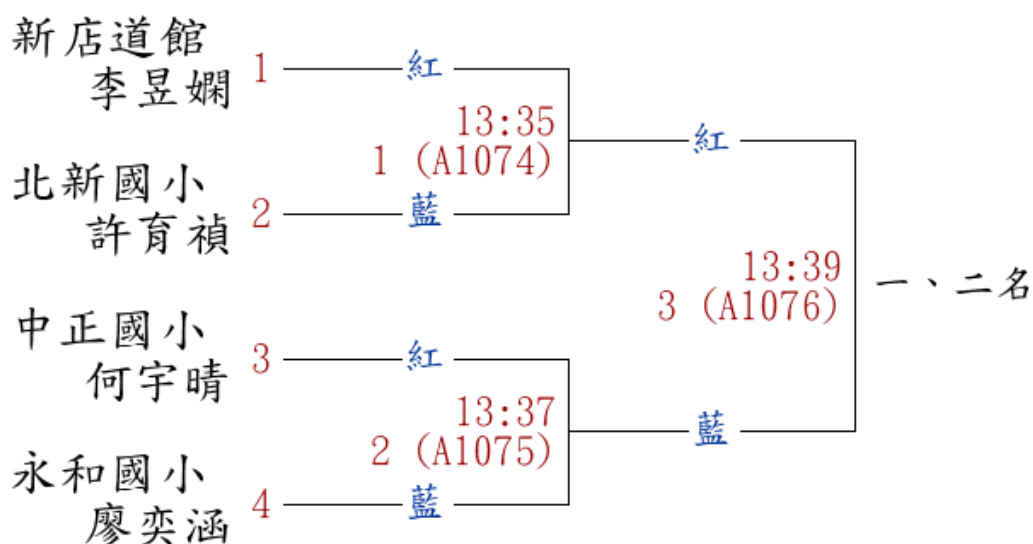 新店道館
李昱嫻
1
紅
13:35
1 (A1074)
北新國小
許育禎
2
藍
紅
13:39
3 (A1076)
一、二名
中正國小
何宇晴
3
紅
13:37
2 (A1075)
藍
永和國小
廖奕涵
4
藍